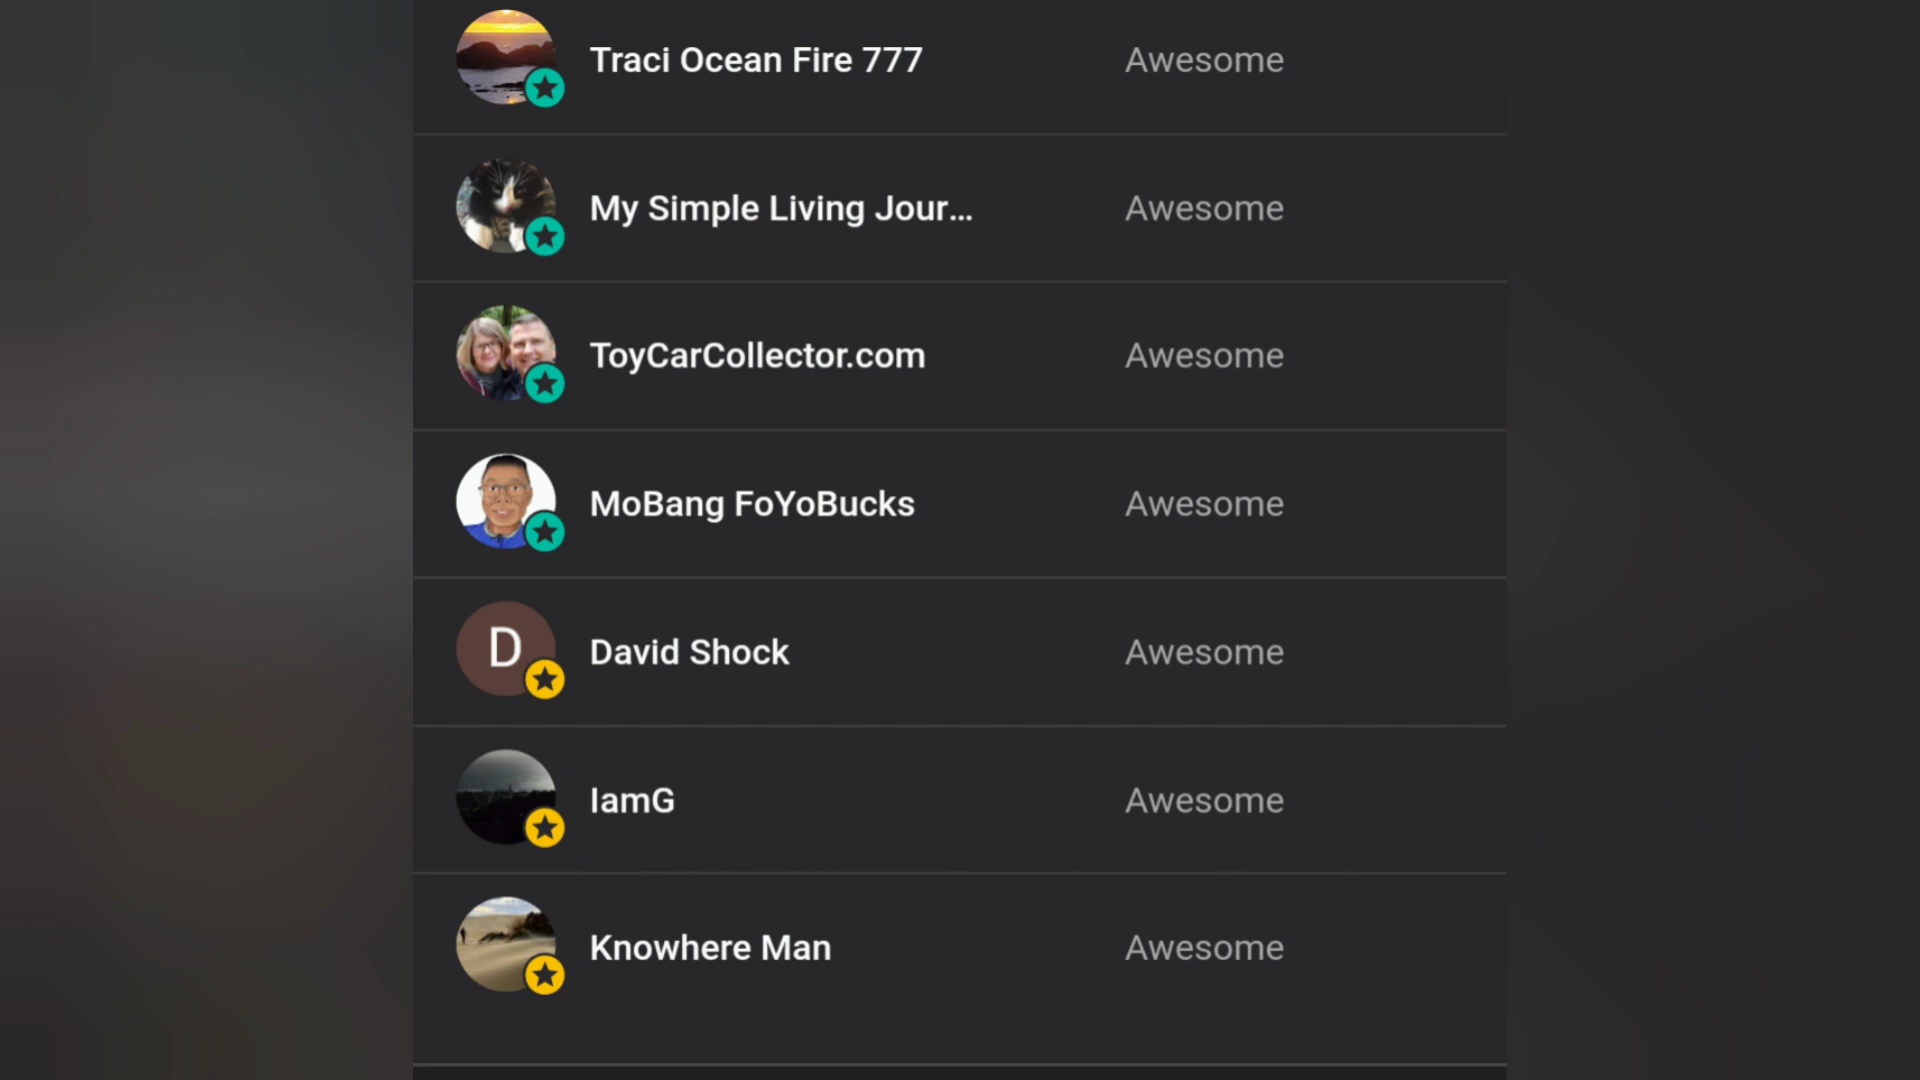 Traci Ocean Fire 777 Awesome
My Simple Living Jour... Awesome
ToyCarCollector.com Awesome
MoBang FoYoBucks Awesome
D David Shock Awesome
IamG Awesome
Knowhere Man Awesome